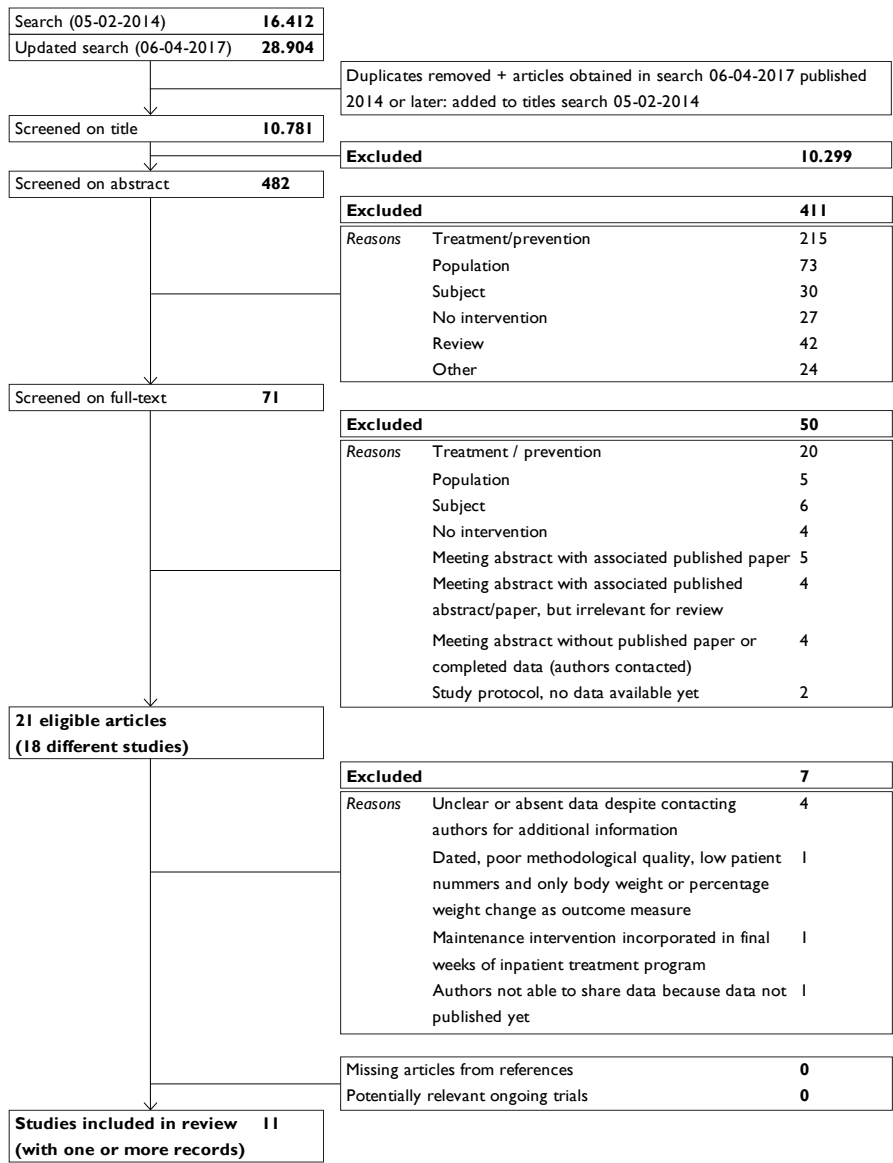 Search (05-02-2014) 16.412
Updated search (06-04-2017) 28.904
Duplicates removed + articles obtained in search 06-04-2017 published
2014 or later: added to titles search 05-02-2014
Screened on title 10.781
Excluded 10.299
Screened on abstract 482
Excluded 411
Reasons Treatment/prevention 215
Population 73
Subject 30
No intervention 27
Review 42
Other 24
Screened on full-text 71
Excluded 50
Reasons Treatment / prevention 20
Population 5
Subject 6
No intervention 4
Meeting abstract with associated published paper 5
Meeting abstract with associated published 4
abstract/paper, but irrelevant for review
Meeting abstract without published paper or 4
completed data (authors contacted)
Study protocol, no data available yet 2
21 eligible articles
(18 different studies)
Excluded 7
Reasons Unclear or absent data despite contacting 4
authors for additional information
Dated, poor methodological quality, low patient 1
nummers and only body weight or percentage
weight change as outcome measure
Maintenance intervention incorporated in final 1
weeks of inpatient treatment program
Authors not able to share data because data not 1
published yet
Missing articles from references 0
Potentially relevant ongoing trials 0
Studies included in review 11
(with one or more records)